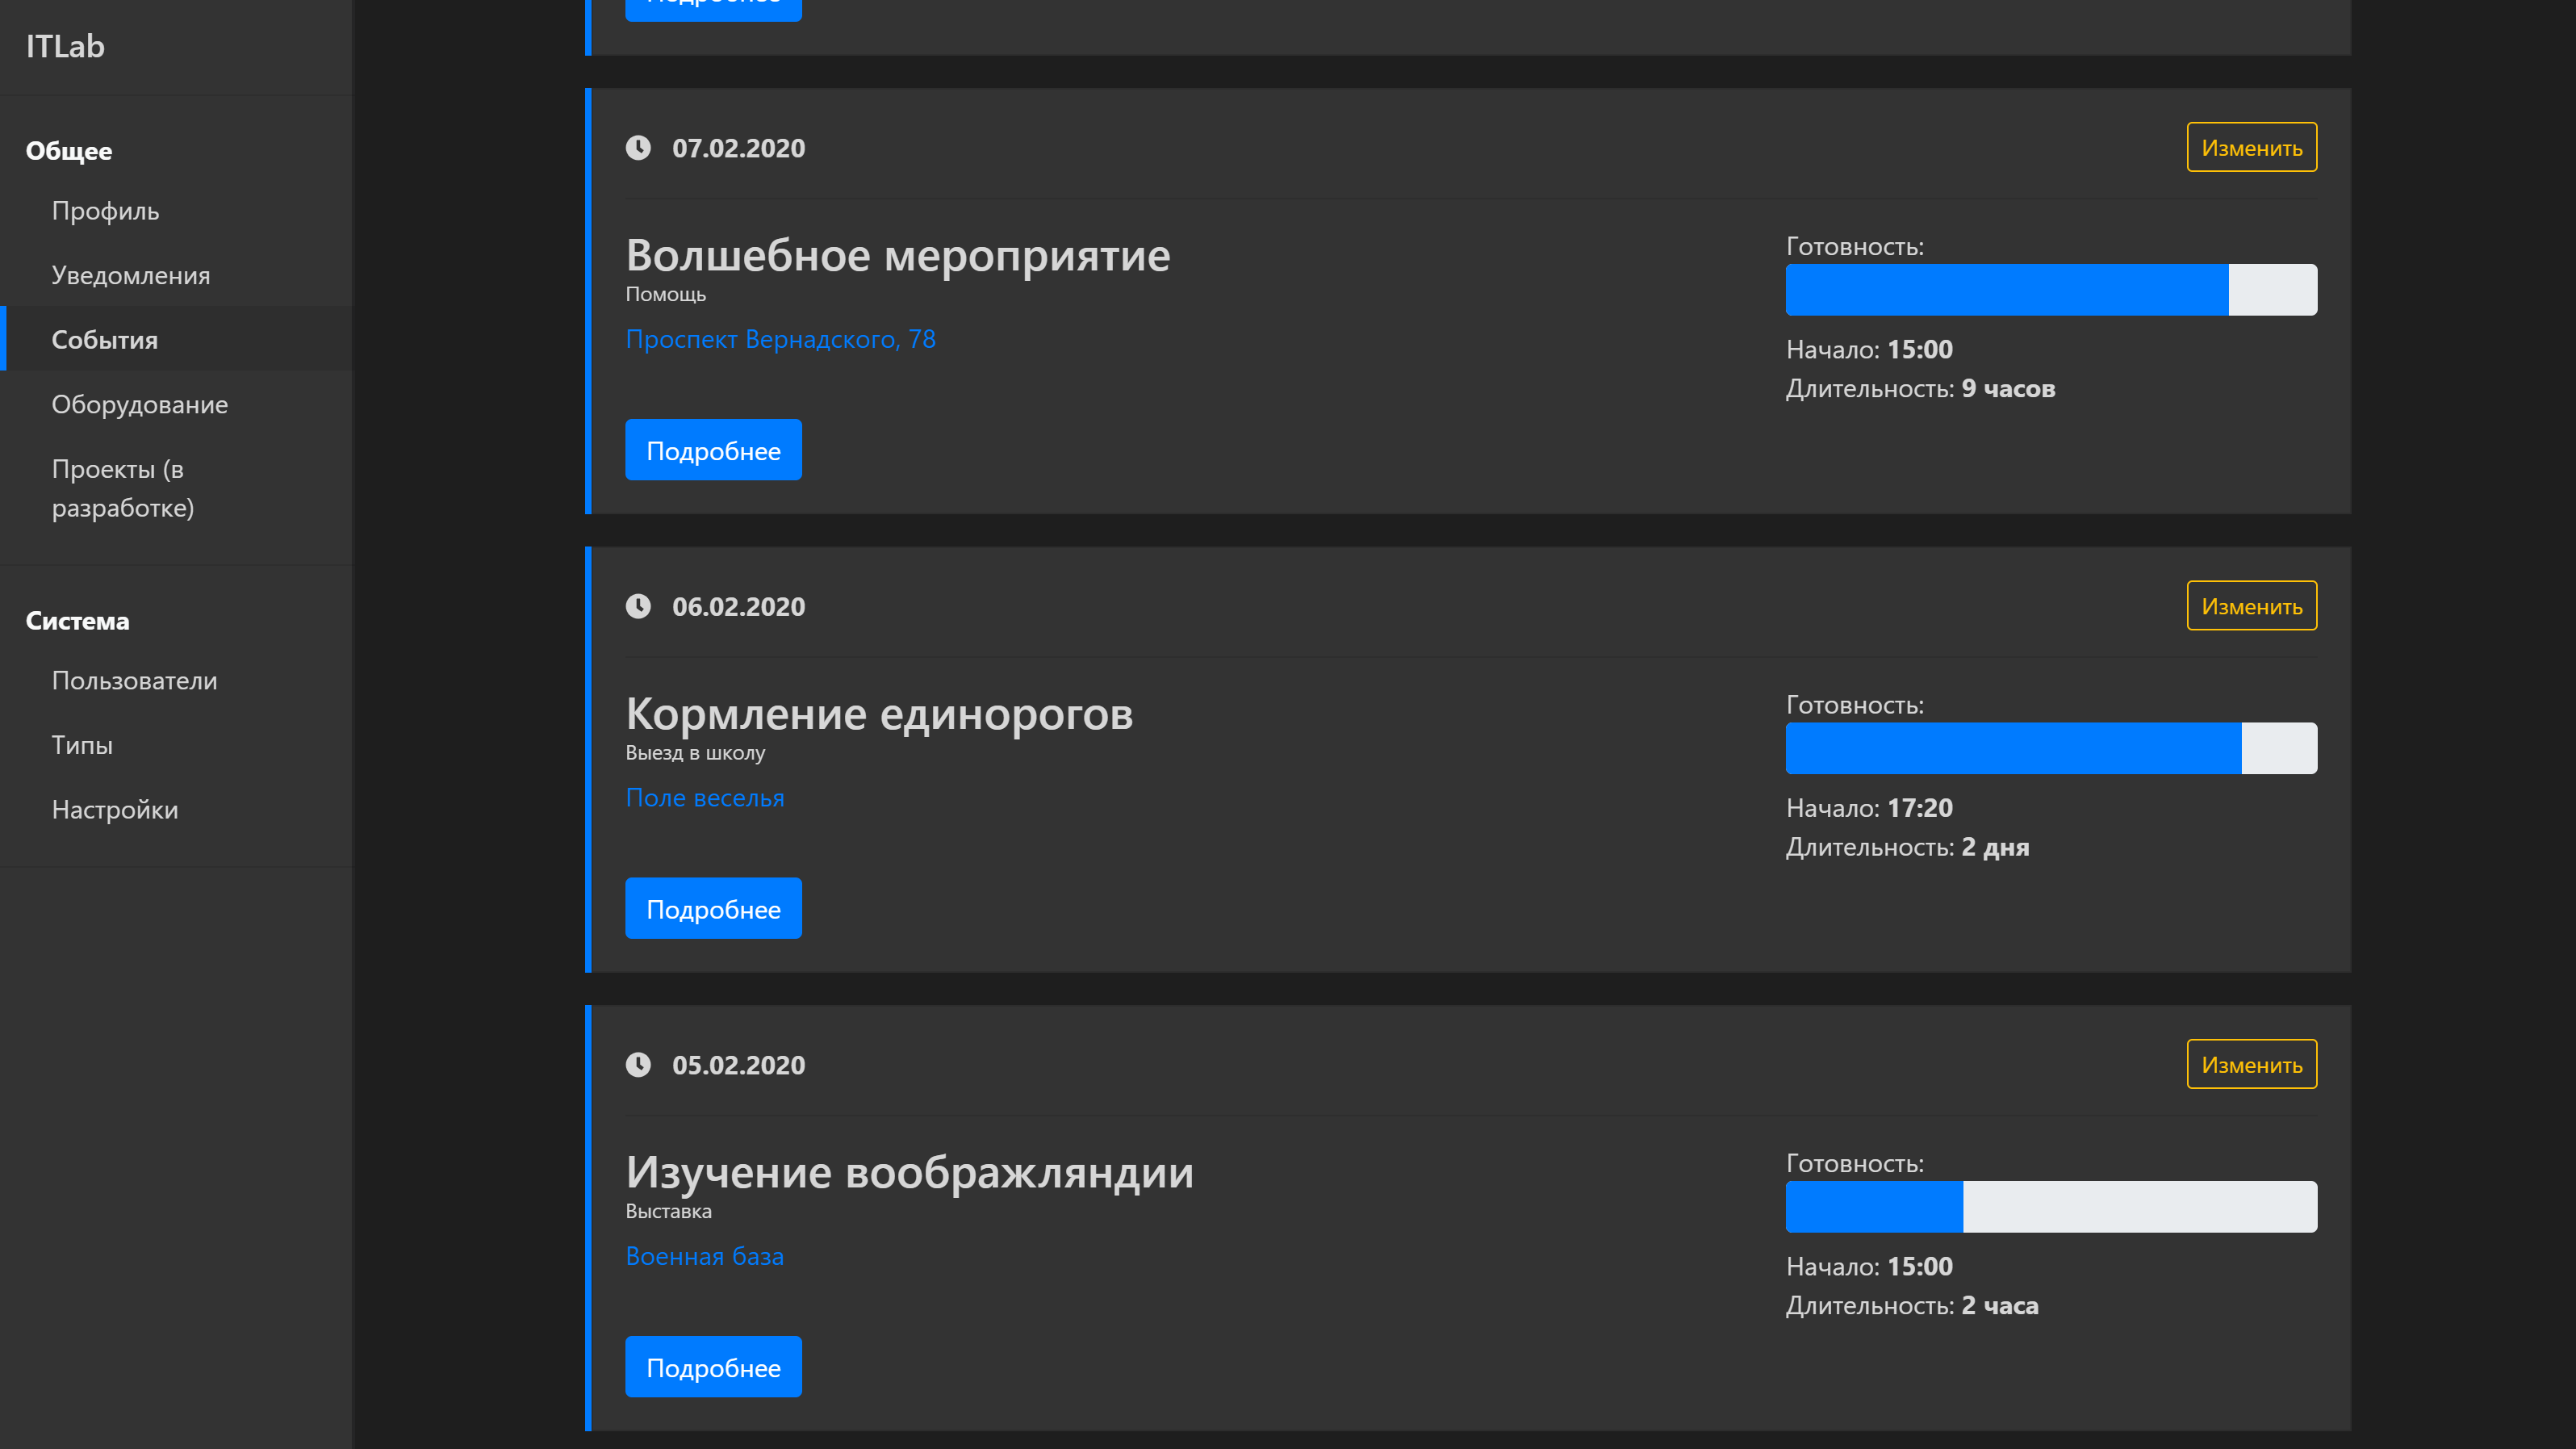 ITLab
Общее
Профиль
Уведомления
События
Оборудование
Проекты (в
разработке)
Система
Пользователи
Типы
Настройки
Подробнее
07.02.2020
Изменить
Волшебное мероприятие
Помощь
Проспект Вернадского, 78
Готовность:
Начало: 15:00
Длительность: 9 часов
Подробнее
06.02.2020
Изменить
Кормление единорогов
Выезд в школу
Поле веселья
Готовность:
Начало: 17:20
Длительность: 2 дня
Подробнее
05.02.2020
Изменить
Изучение воображляндии
Выставка
Военная база
Готовность:
Начало: 15:00
Длительность: 2 часа
Подробнее